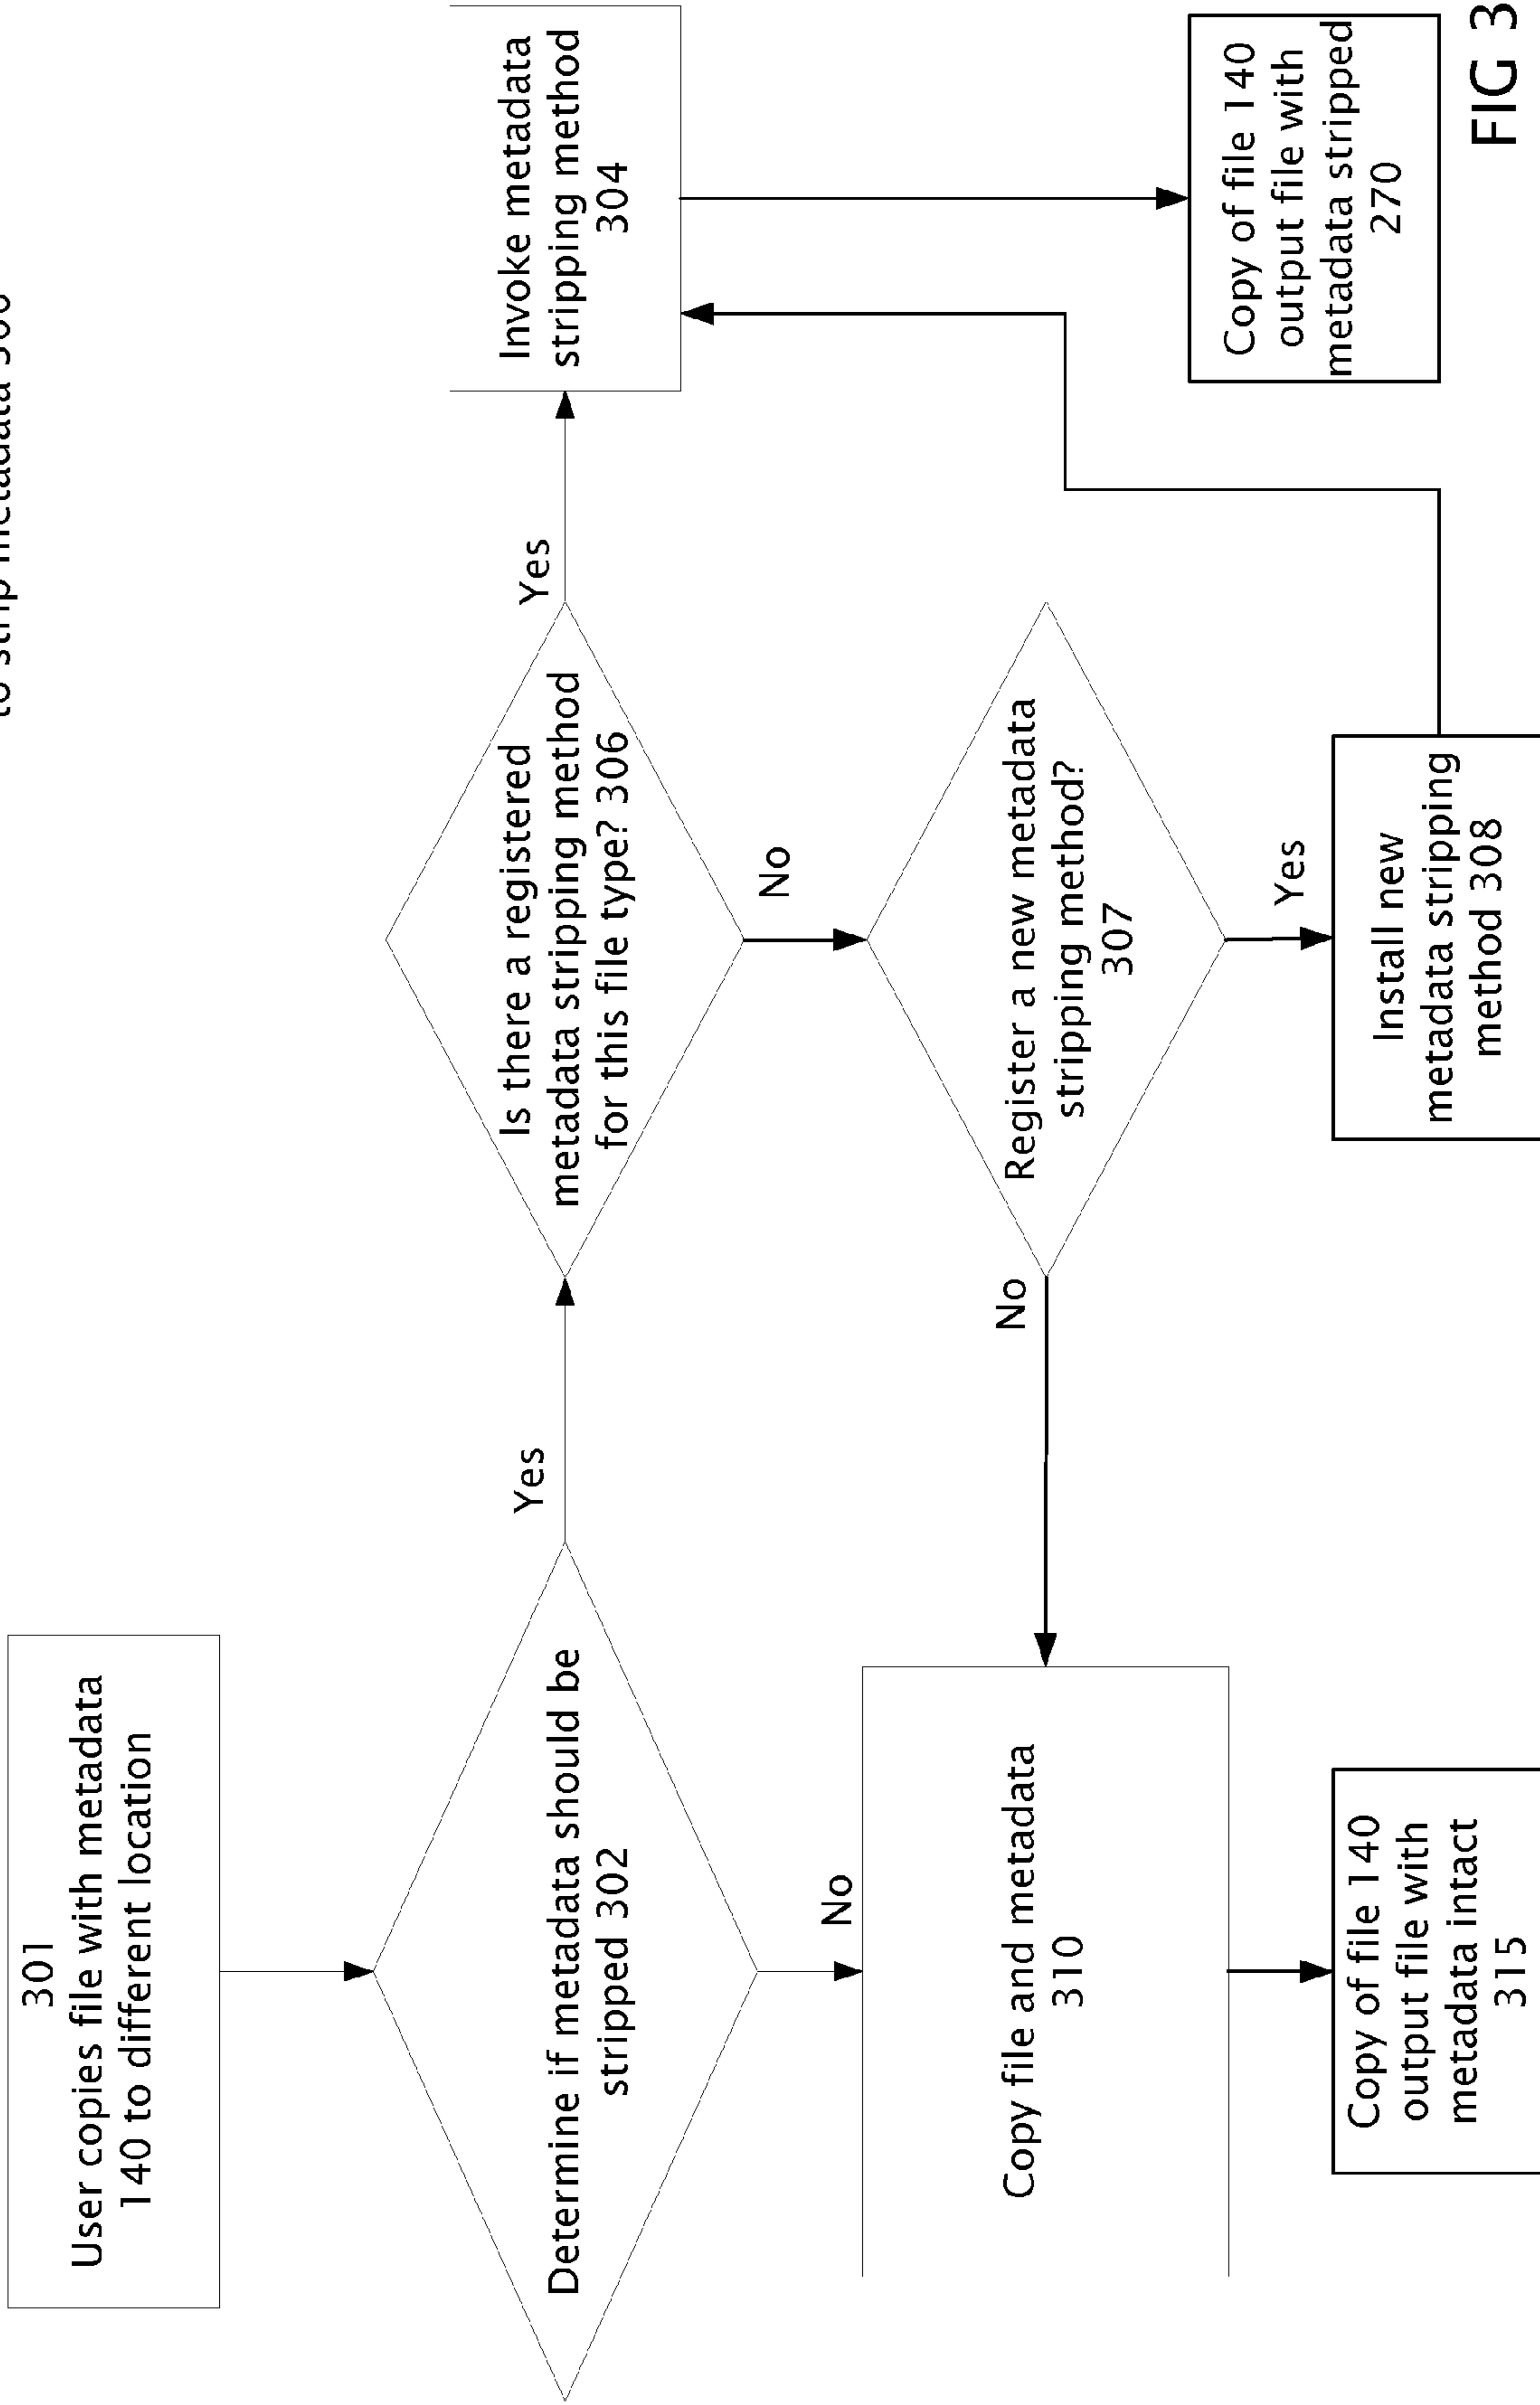 to strip metadata 300
301
User copies file with metadata
140 to different location
Determine if metadata should be
stripped 302
Yes
No
Is there a registered
metadata stripping method
for this file type? 306
Yes
No
Invoke metadata
stripping method
304
Register a new metadata
stripping method?
307
No
Yes
Copy file and metadata
310
Install new
metadata stripping
method 308
Copy of file 140
output file with
metadata stripped
270
Copy of file 140
output file with
metadata intact
315
FIG 3